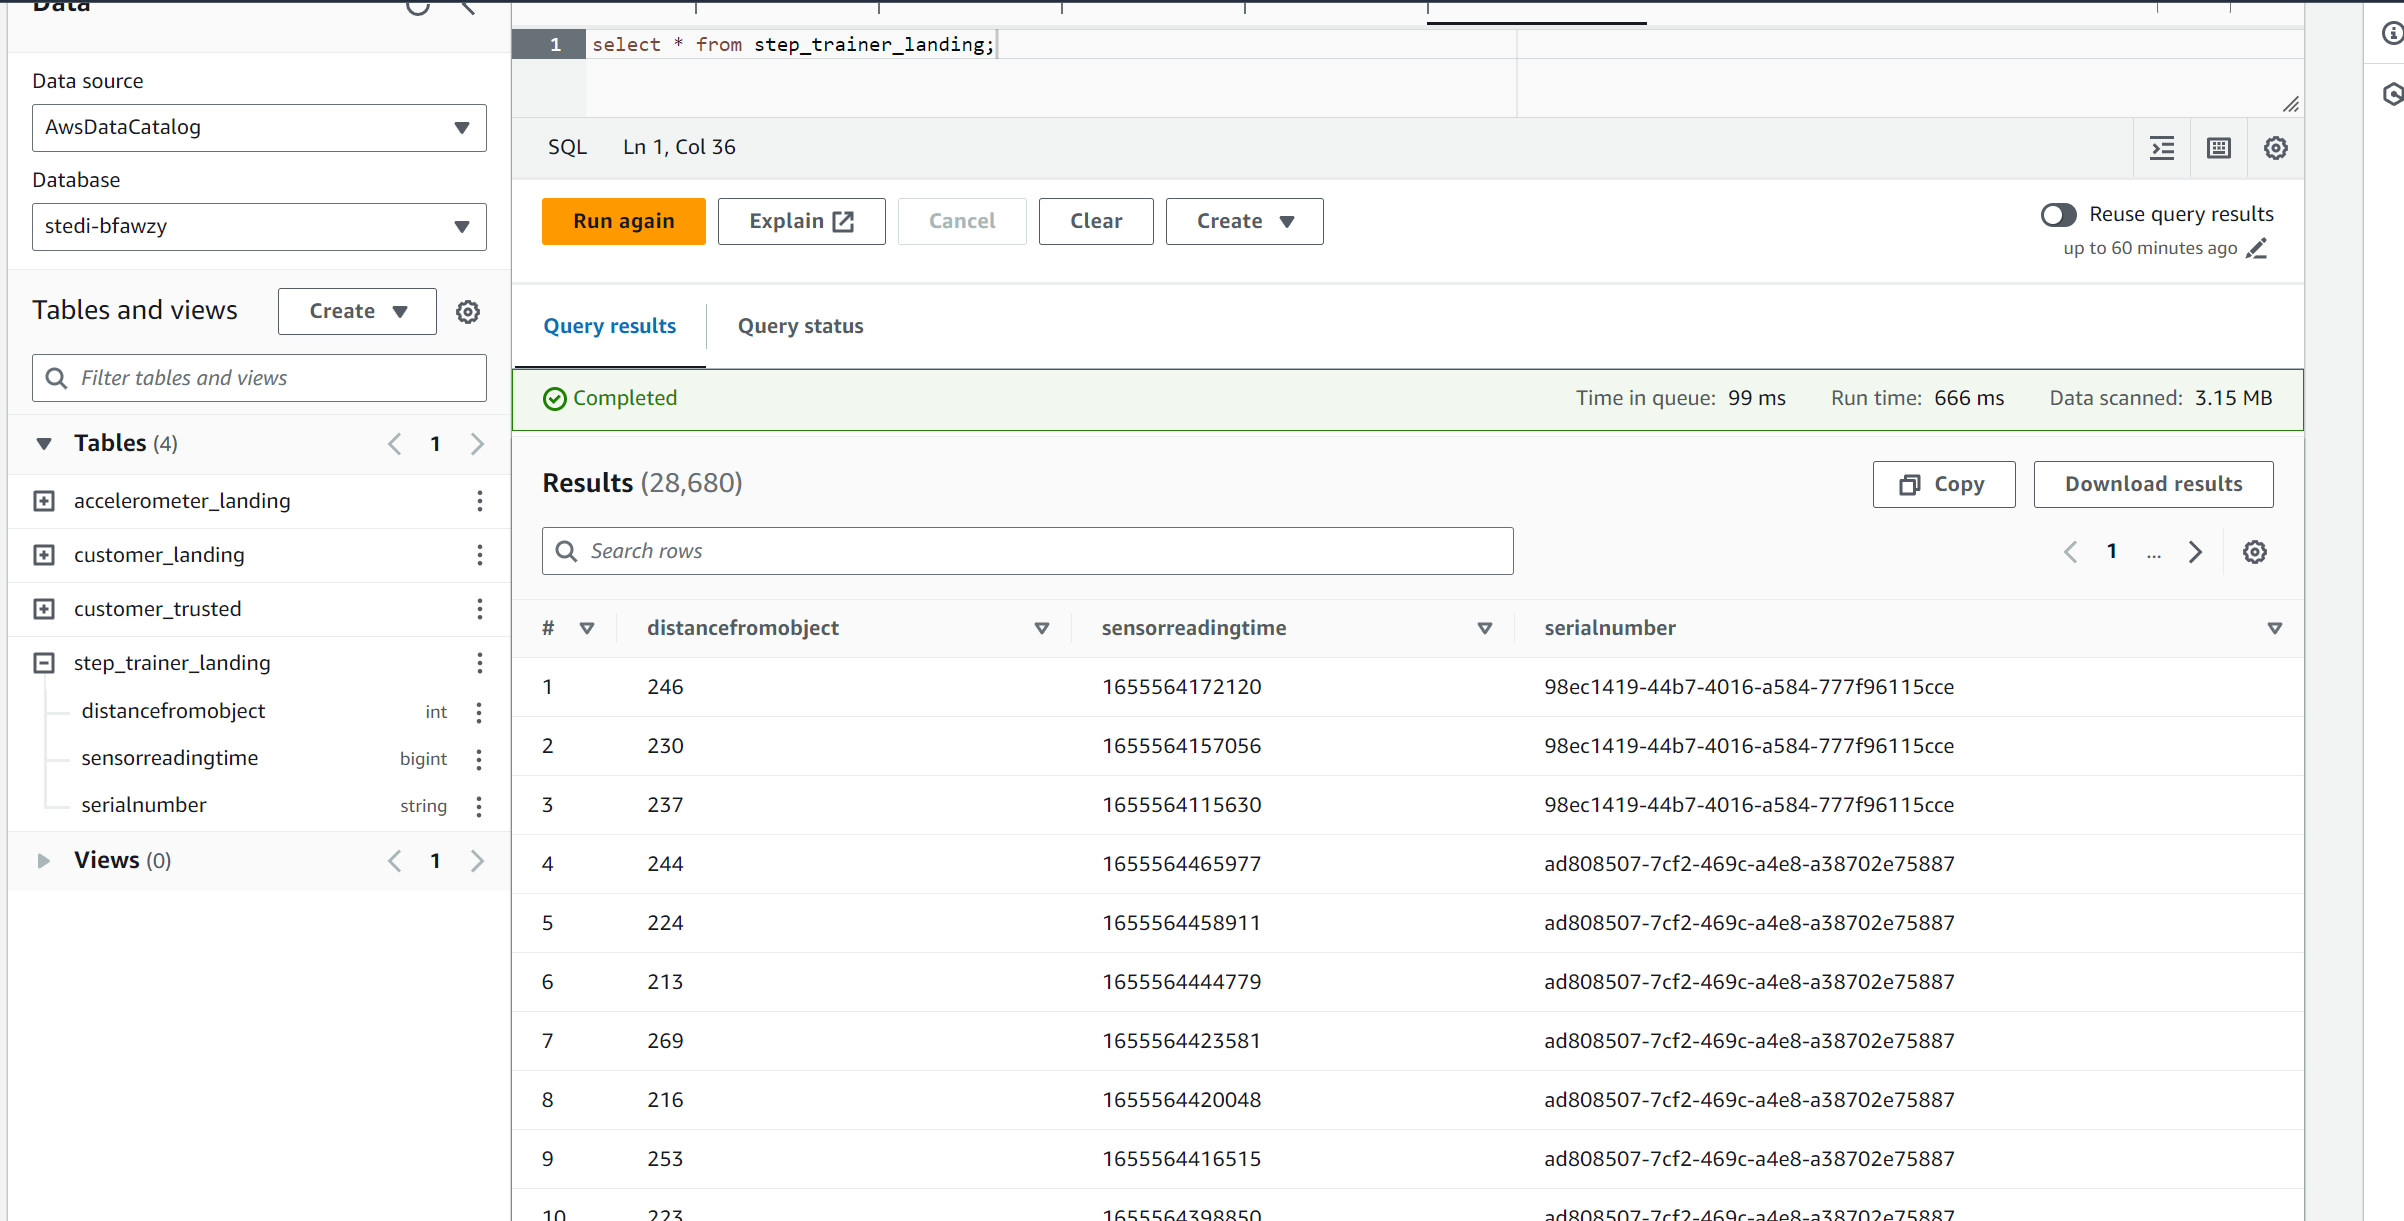 Data
Data source
AwsDataCatalog
Database
stedi-bfawzy
Tables and views
Create
Filter tables and views
Tables (4)
1
accelerometer_landing
customer_landing
customer_trusted
step_trainer_landing
distancefromobject int
sensorreadingtime bigint
serialnumber string
Views (0)
1
1 select * from step_trainer_landing;
SQL Ln 1, Col 36
Run again Explain Cancel Clear Create
Reuse query results
up to 60 minutes ago
Query results Query status
Completed Time in queue: 99 ms Run time: 666 ms Data scanned: 3.15 MB
Results (28,680)
Copy Download results
Search rows
1 ...
# distancefromobject sensorreadingtime serialnumber
1 246 1655564172120 98ec1419-44b7-4016-a584-777f96115cce
2 230 1655564157056 98ec1419-44b7-4016-a584-777f96115cce
3 237 1655564115630 98ec1419-44b7-4016-a584-777f96115cce
4 244 1655564465977 ad808507-7cf2-469c-a4e8-a38702e75887
5 224 1655564458911 ad808507-7cf2-469c-a4e8-a38702e75887
6 213 1655564444779 ad808507-7cf2-469c-a4e8-a38702e75887
7 269 1655564423581 ad808507-7cf2-469c-a4e8-a38702e75887
8 216 1655564420048 ad808507-7cf2-469c-a4e8-a38702e75887
9 253 1655564416515 ad808507-7cf2-469c-a4e8-a38702e75887
10 223 1655564398850 ad808507-7cf2-469c-a4e8-a38702e75887